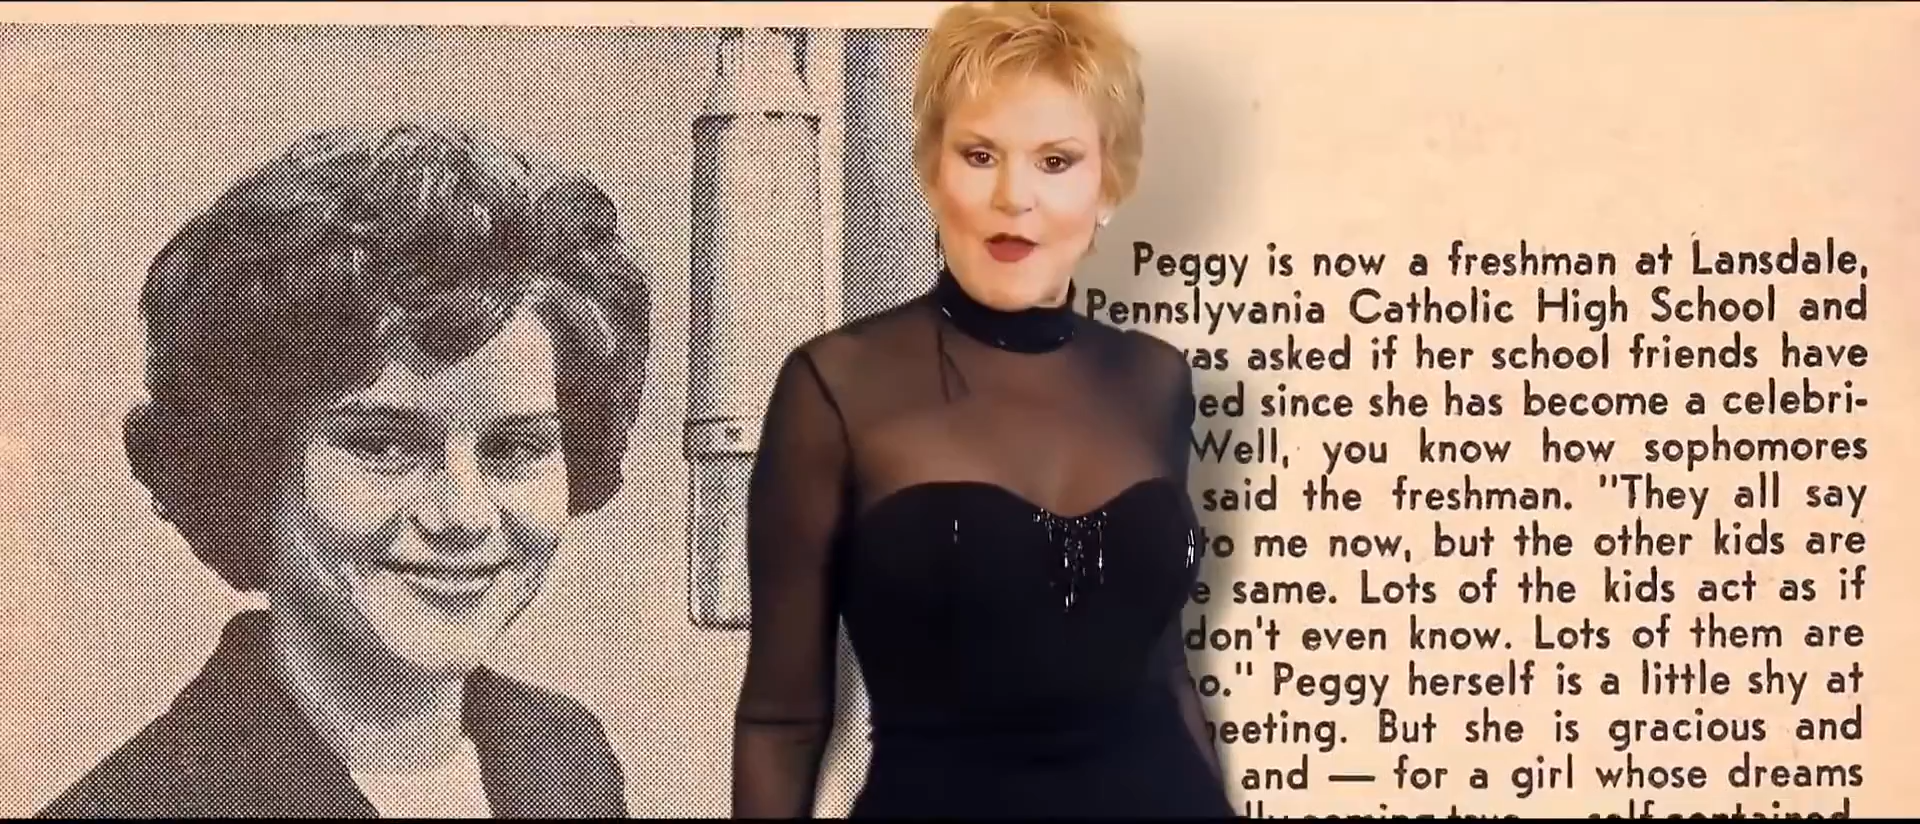 Peggy is now a freshman at Lansdale,
Pennslyvania Catholic High School and
asked if her school friends have
since she has become a celebri-
Well, you know how sophomores
said the freshman. "They all say
to me now, but the other kids are
same. Lots of the kids act as if
don't even know. Lots of them are
Peggy herself is a little shy at
But she is gracious and
and — for a girl whose dreams